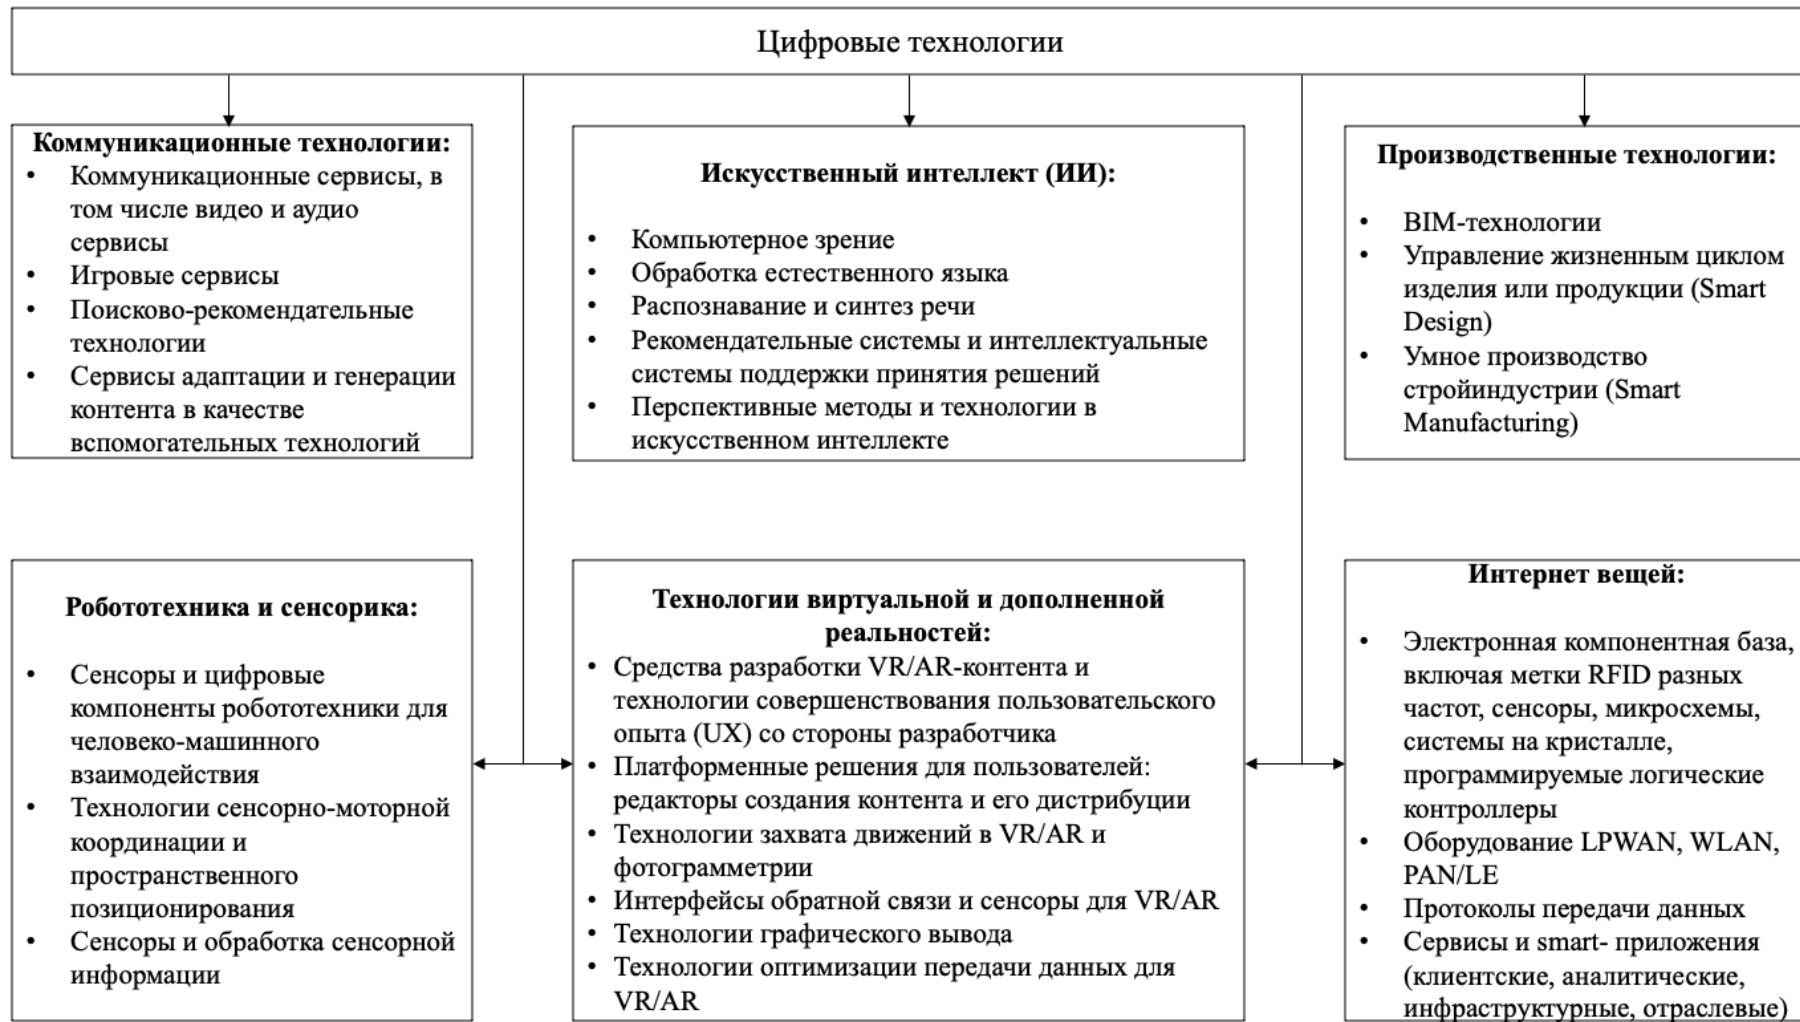 Цифровые технологии
Коммуникационные технологии:
• Коммуникационные сервисы, в
том числе видео и аудио
сервисы
• Игровые сервисы
• Поисково-рекомендательные
технологии
• Сервисы адаптации и генерации
контента в качестве
вспомогательных технологий
Искусственный интеллект (ИИ):
• Компьютерное зрение
• Обработка естественного языка
• Распознавание и синтез речи
• Рекомендательные системы и интеллектуальные
системы поддержки принятия решений
• Перспективные методы и технологии в
искусственном интеллекте
Производственные технологии:
• BIM-технологии
• Управление жизненным циклом
изделия или продукции (Smart
Design)
• Умное производство
стройиндустрии (Smart
Manufacturing)
Робототехника и сенсорика:
• Сенсоры и цифровые
компоненты робототехники для
человеко-машинного
взаимодействия
• Технологии сенсорно-моторной
координации и
пространственного
позиционирования
• Сенсоры и обработка сенсорной
информации
Технологии виртуальной и дополненной
реальностей:
• Средства разработки VR/AR-контента и
технологии совершенствования пользовательского
опыта (UX) со стороны разработчика
• Платформенные решения для пользователей:
редакторы создания контента и его дистрибуции
• Технологии захвата движений в VR/AR и
фотограмметрии
• Интерфейсы обратной связи и сенсоры для VR/AR
• Технологии графического вывода
• Технологии оптимизации передачи данных для
VR/AR
Интернет вещей:
• Электронная компонентная база,
включая метки RFID разных
частот, сенсоры, микросхемы,
системы на кристалле,
программируемые логические
контроллеры
• Оборудование LPWAN, WLAN,
PAN/LE
• Протоколы передачи данных
• Сервисы и smart- приложения
(клиентские, аналитические,
инфраструктурные, отраслевые)